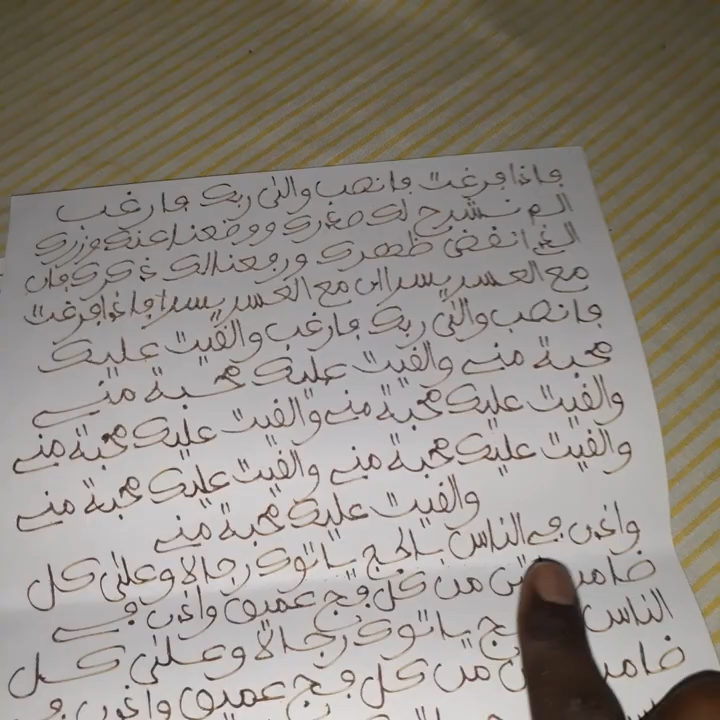 فاذا فرغت فانصب والى ربك فارغب
الم نشرح لك صدرك ووضعنا عنك وزرك
الذي انقض ظهرك ورفعنا لك ذكرك فان
مع العسر يسرا ان مع العسر يسرا فاذا فرغت
فانصب والى ربك فارغب والقيت عليك
محبة مني والقيت عليك محبة مني
والقيت عليك محبة مني والقيت عليك محبة مني
والقيت عليك محبة مني والقيت عليك محبة مني
والقيت عليك محبة مني
واذن في الناس بالحج ياتوك رجالا وعلى كل
ضامر من كل فج عميق واذن في
الناس ياتوك رجالا وعلى كل
ضامر من كل فج عميق واذن في